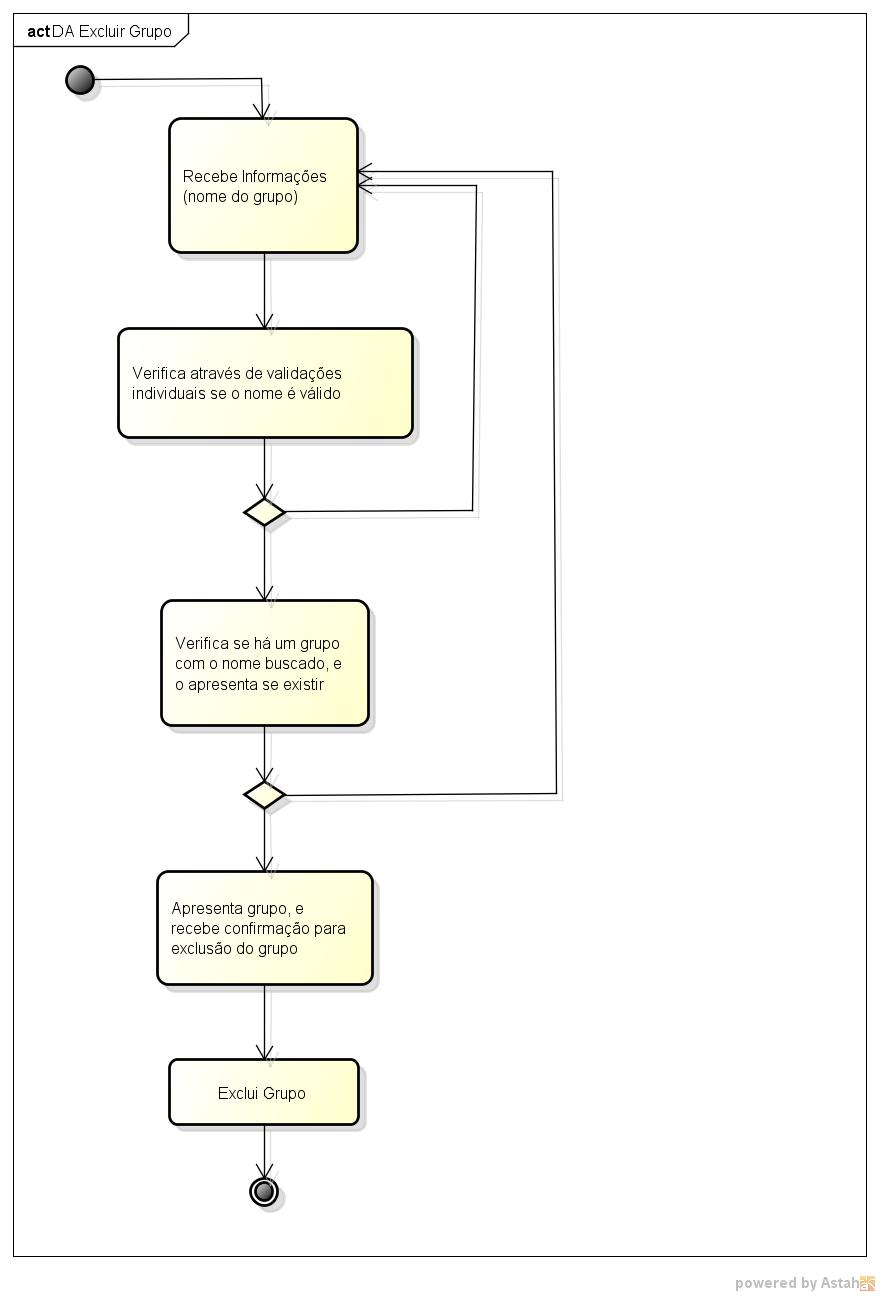 act DA Excluir Grupo
Recebe Informações
(nome do grupo)
Verifica através de validações
individuais se o nome é válido
Verifica se há um grupo
com o nome buscado, e
o apresenta se existir
Apresenta grupo, e
recebe confirmação para
exclusão do grupo
Exclui Grupo
powered by Astah